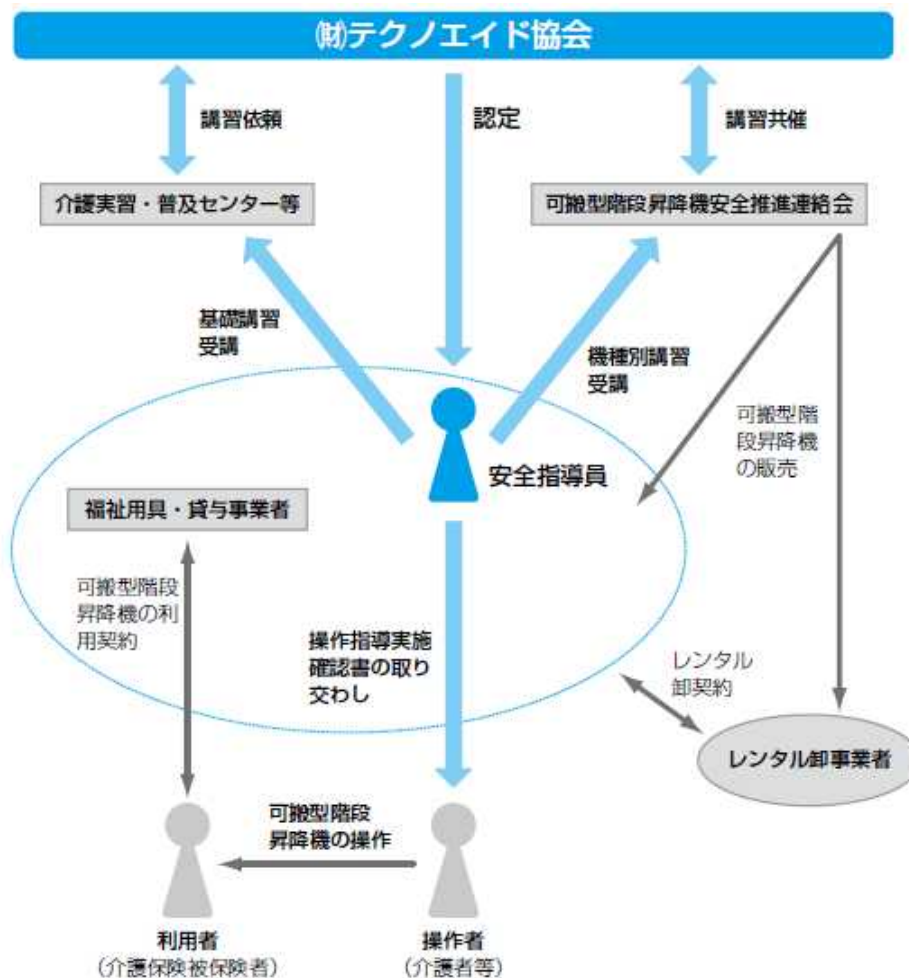 ㈶テクノエイド協会
講習依頼
認定
講習共催
介護実習・普及センター等
可搬型階段昇降機安全推進連絡会
基礎講習
受講
機種別講習
受講
可搬型階
段昇降機
の販売
安全指導員
福祉用具・貸与事業者
可搬型階段
昇降機の利
用契約
操作指導実施
確認書の取り
交わし
レンタル
卸契約
レンタル卸事業者
可搬型階段
昇降機の操作
利用者
（介護保険被保険者）
操作者
（介護者等）